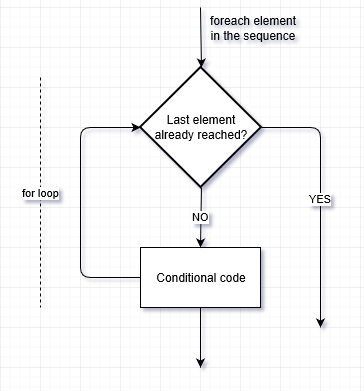 foreach element
in the sequence
Last element
already reached?
for loop
YES
NO
Conditional code